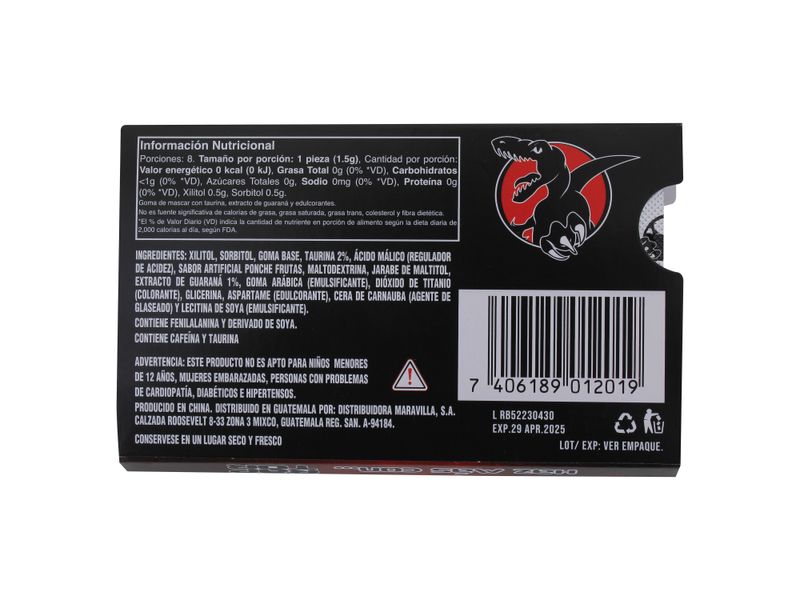 Información Nutricional
Porciones: 8. Tamaño por porción: 1 pieza (1.5g), Cantidad por porción:
Valor energético 0 kcal (0 kJ), Grasa Total 0g (0% *VD), Carbohidratos
<1g (0% *VD), Azúcares Totales 0g, Sodio 0mg (0% *VD), Proteína 0g
(0% *VD), Xilitol 0.5g, Sorbitol 0.5g.
Goma de mascar con taurina, extracto de guaraná y edulcorantes.
No es fuente significativa de calorías de grasa, grasa saturada, grasa trans, colesterol y fibra dietética.
*El % de Valor Diario (VD) indica la cantidad de nutriente en porción de alimento según la dieta diaria de
2,000 calorías al día, según FDA.
INGREDIENTES: XILITOL, SORBITOL, GOMA BASE, TAURINA 2%, ÁCIDO MÁLICO (REGULADOR
DE ACIDEZ), SABOR ARTIFICIAL PONCHE FRUTAS, MALTODEXTRINA, JARABE DE MALTITOL,
EXTRACTO DE GUARANÁ 1%, GOMA ARÁBICA (EMULSIFICANTE), DIÓXIDO DE TITANIO
(COLORANTE), GLICERINA, ASPARTAME (EDULCORANTE), CERA DE CARNAUBA (AGENTE DE
GLASEADO) Y LECITINA DE SOYA (EMULSIFICANTE).
CONTIENE FENILALANINA Y DERIVADO DE SOYA.
CONTIENE CAFEÍNA Y TAURINA
ADVERTENCIA: ESTE PRODUCTO NO ES APTO PARA NIÑOS MENORES
DE 12 AÑOS, MUJERES EMBARAZADAS, PERSONAS CON PROBLEMAS
DE CARDIOPATÍA, DIABÉTICOS E HIPERTENSOS.
PRODUCIDO EN CHINA. DISTRIBUIDO EN GUATEMALA POR: DISTRIBUIDORA MARAVILLA, S.A.
CALZADA ROOSEVELT 8-33 ZONA 3 MIXCO, GUATEMALA REG. SAN. A-94184.
CONSERVESE EN UN LUGAR SECO Y FRESCO
7 406189 012019
L RB52230430
EXP.29 APR.2025
LOT/ EXP: VER EMPAQUE.
HAZ MÁS CON...